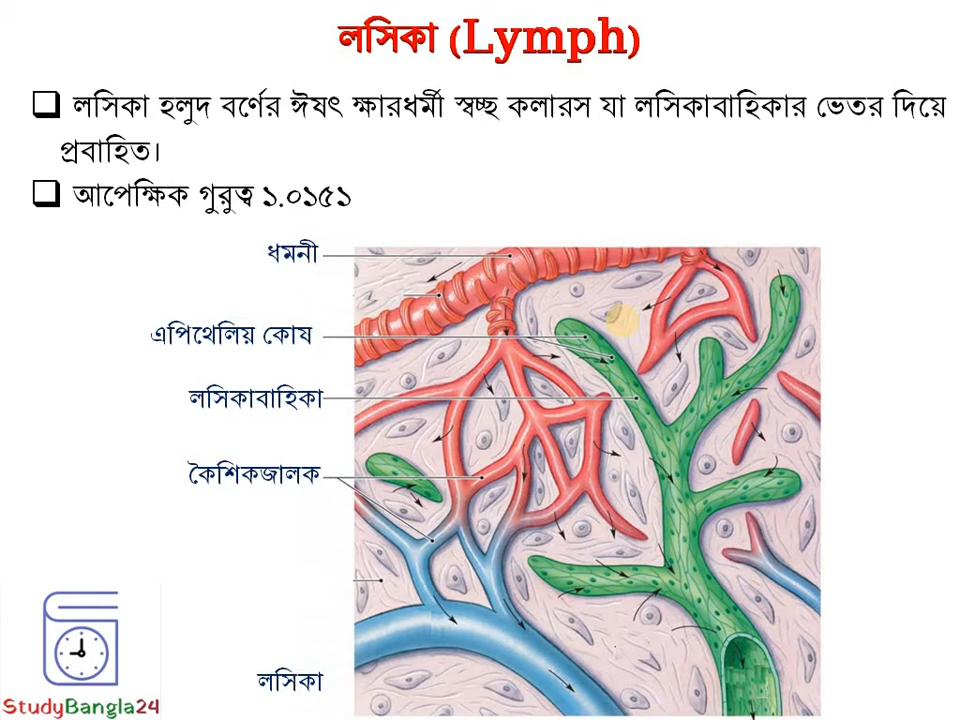 লসিকা (Lymph)
❑ লসিকা হলুদ বর্ণের ঈষৎ ক্ষারধর্মী স্বচ্ছ কলারস যা লসিকাবাহিকার ভেতর দিয়ে
প্রবাহিত।
❑ আপেক্ষিক গুরুত্ব ১.০১৫১
ধমনী
এপিথেলিয় কোষ
লসিকাবাহিকা
কৈশিকজালক
লসিকা
StudyBangla24